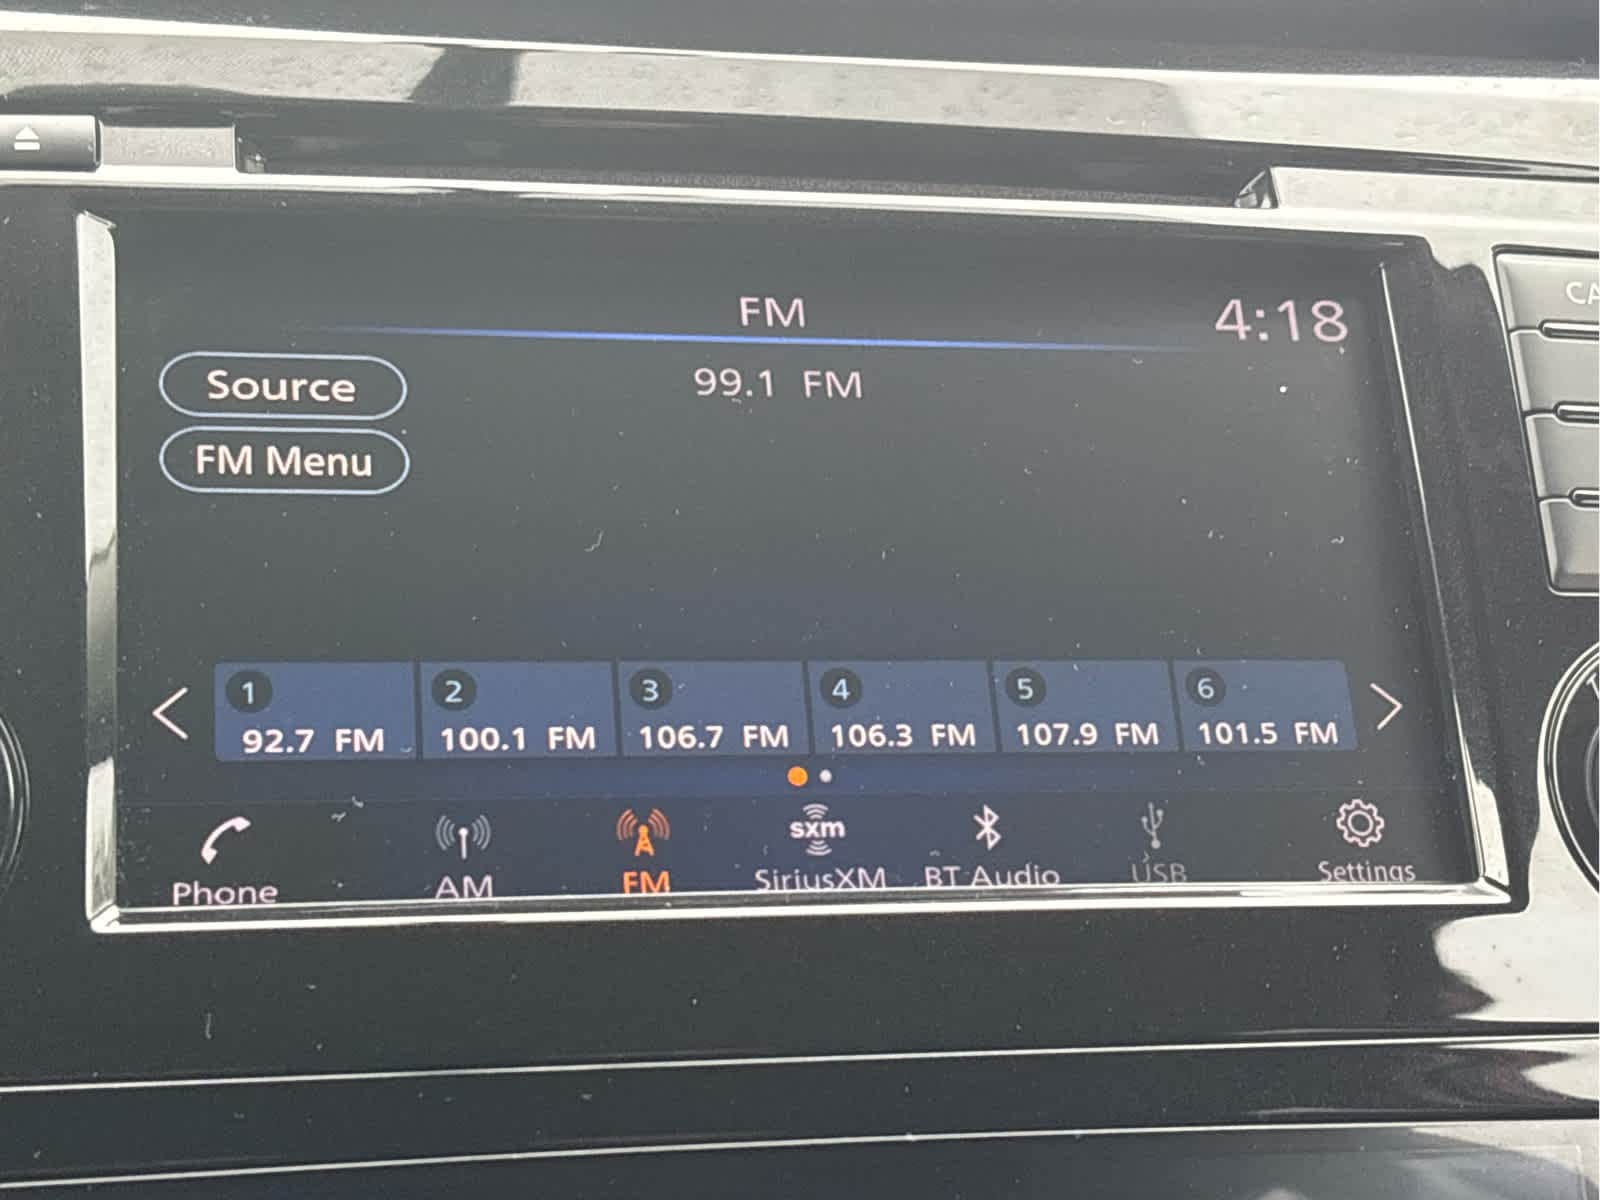 FM
4:18
Source
99.1 FM
FM Menu
1 2 3 4 5 6
92.7 FM 100.1 FM 106.7 FM 106.3 FM 107.9 FM 101.5 FM
sxm
Phone AM FM SiriusXM BT Audio USB Settings